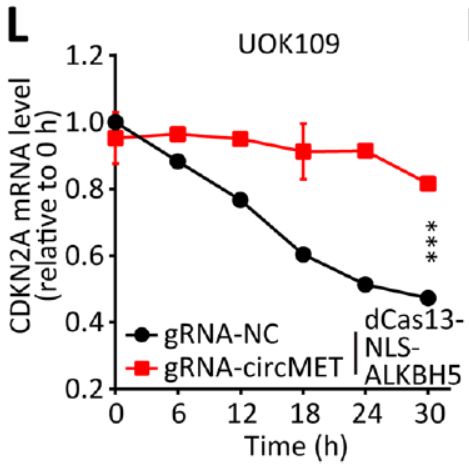 L
UOK109
CDKN2A mRNA level
(relative to 0 h)
1.2
1.0
0.8
0.6
0.4
0.2
***
gRNA-NC
gRNA-circMET
dCas13-
NLS-
ALKBH5
0 6 12 18 24 30
Time (h)